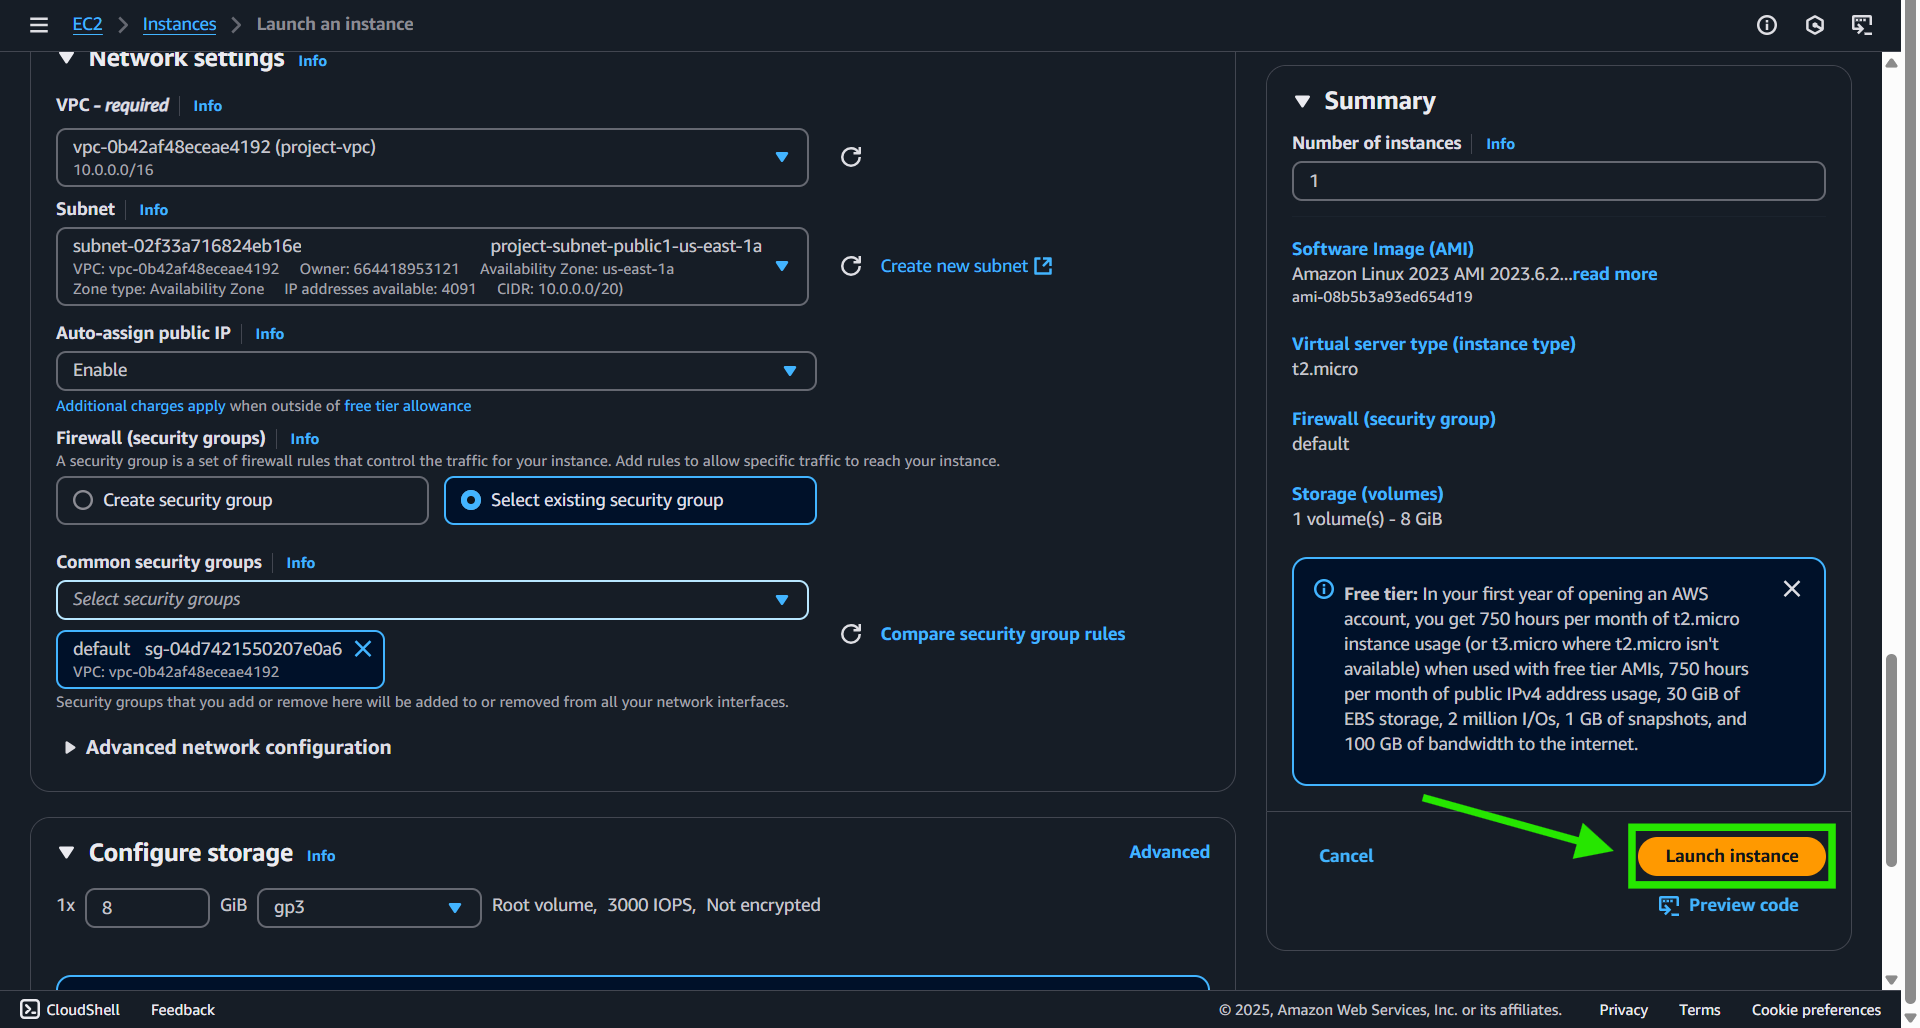 EC2 Instances Launch an instance
Network settings Info
VPC - required Info
vpc-0b42af48eceae4192 (project-vpc)
10.0.0.0/16
Subnet Info
subnet-02f33a716824eb16e project-subnet-public1-us-east-1a
VPC: vpc-0b42af48eceae4192 Owner: 664418953121 Availability Zone: us-east-1a
Zone type: Availability Zone IP addresses available: 4091 CIDR: 10.0.0.0/20)
Create new subnet
Auto-assign public IP Info
Enable
Additional charges apply when outside of free tier allowance
Firewall (security groups) Info
A security group is a set of firewall rules that control the traffic for your instance. Add rules to allow specific traffic to reach your instance.
Create security group Select existing security group
Common security groups Info
Select security groups
default sg-04d7421550207e0a6
VPC: vpc-0b42af48eceae4192
Compare security group rules
Security groups that you add or remove here will be added to or removed from all your network interfaces.
Advanced network configuration
Configure storage Info Advanced
1x 8 GiB gp3 Root volume, 3000 IOPS, Not encrypted
Summary
Number of instances Info
1
Software Image (AMI)
Amazon Linux 2023 AMI 2023.6.2...read more
ami-08b5b3a93ed654d19
Virtual server type (instance type)
t2.micro
Firewall (security group)
default
Storage (volumes)
1 volume(s) - 8 GiB
Free tier: In your first year of opening an AWS
account, you get 750 hours per month of t2.micro
instance usage (or t3.micro where t2.micro isn't
available) when used with free tier AMIs, 750 hours
per month of public IPv4 address usage, 30 GiB of
EBS storage, 2 million I/Os, 1 GB of snapshots, and
100 GB of bandwidth to the internet.
Cancel Launch instance
Preview code
CloudShell Feedback © 2025, Amazon Web Services, Inc. or its affiliates. Privacy Terms Cookie preferences